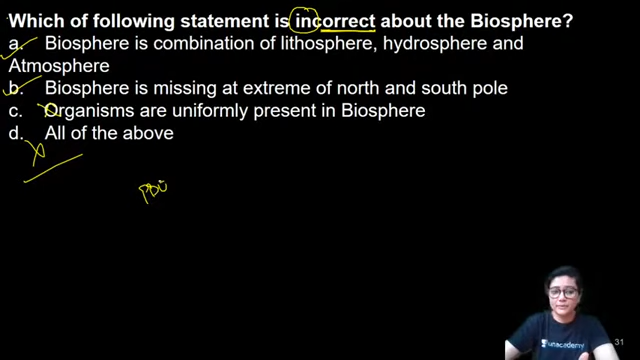 Which of following statement is incorrect about the Biosphere?
a. Biosphere is combination of lithosphere, hydrosphere and
Atmosphere
b. Biosphere is missing at extreme of north and south pole
c. Organisms are uniformly present in Biosphere
d. All of the above
unacademy
31